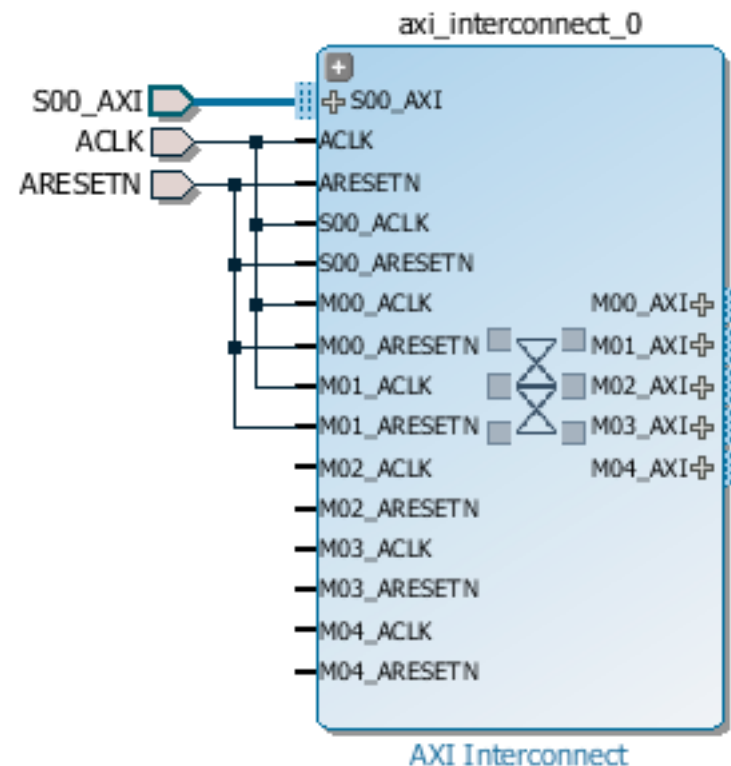 axi_interconnect_0
S00_AXI
S00_AXI
ACLK
ACLK
ARESETN
ARESETN
S00_ACLK
S00_ARESETN
M00_ACLK
M00_AXI
M00_ARESETN
M01_AXI
M01_ACLK
M02_AXI
M01_ARESETN
M03_AXI
M02_ACLK
M04_AXI
M02_ARESETN
M03_ACLK
M03_ARESETN
M04_ACLK
M04_ARESETN
AXI Interconnect